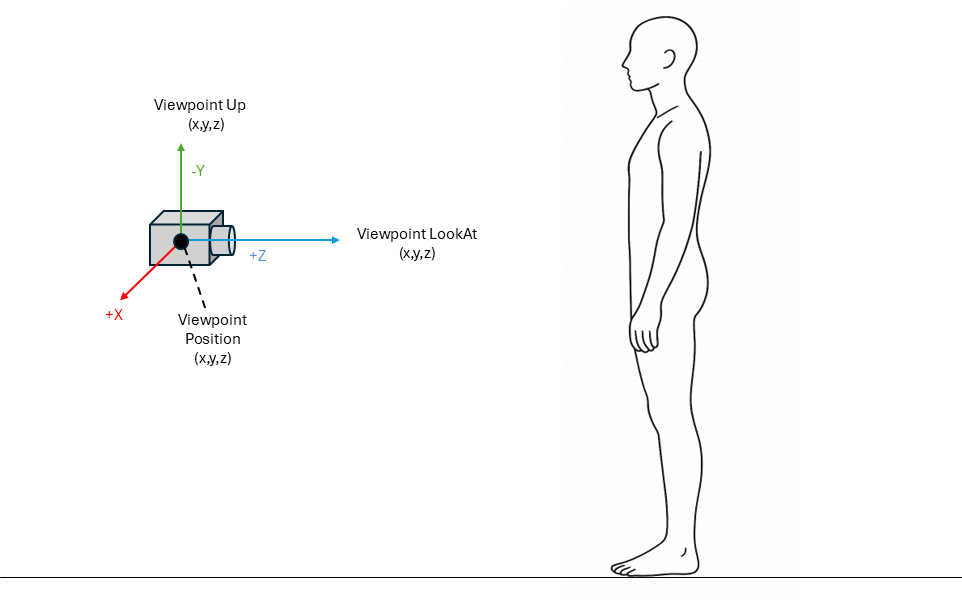 Viewpoint Up
(x,y,z)
-Y
Viewpoint LookAt
(x,y,z)
+Z
+X
Viewpoint
Position
(x,y,z)